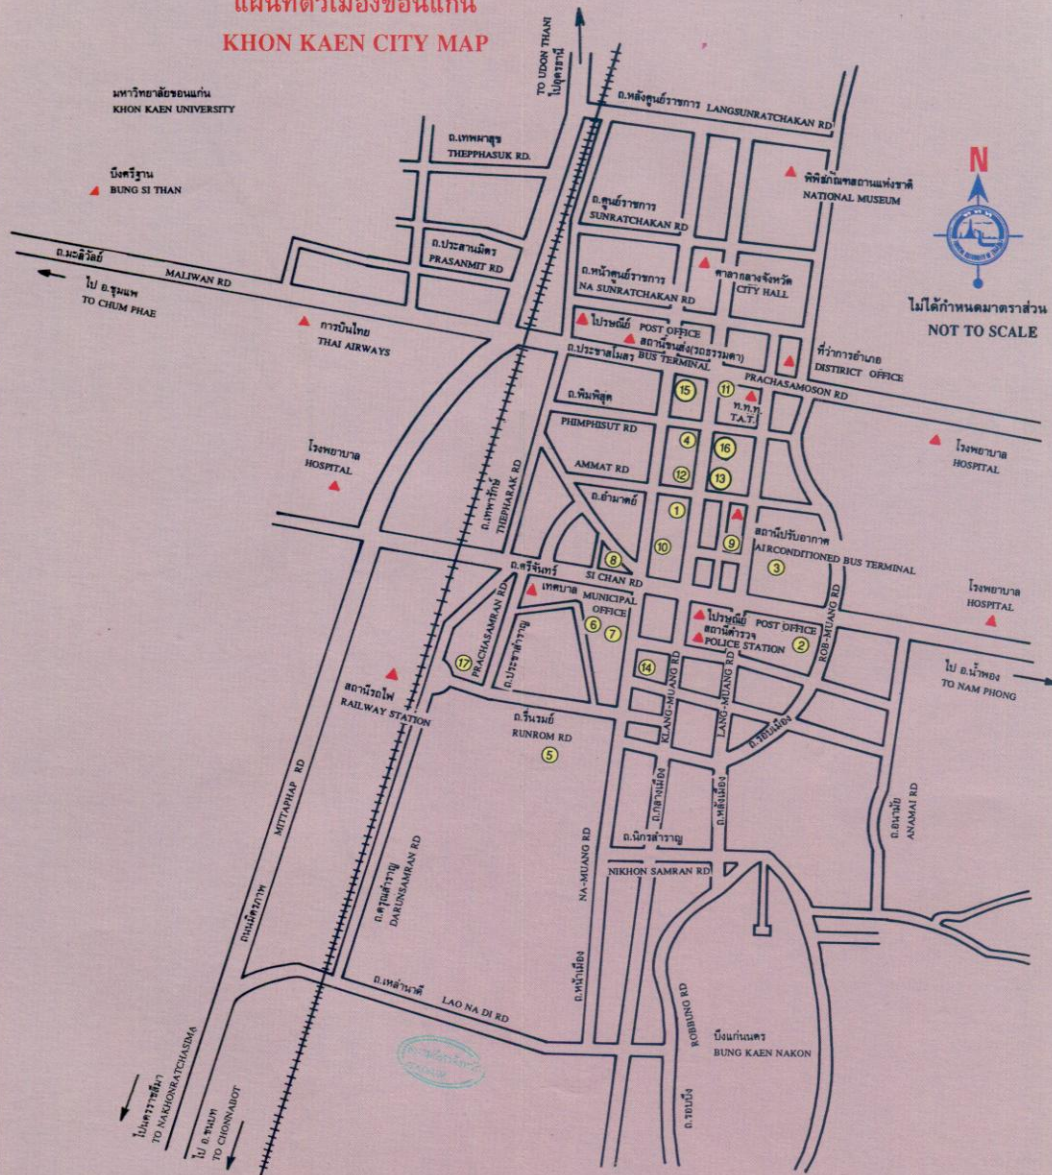 แผนที่ตัวเมืองขอนแก่น
KHON KAEN CITY MAP
TO UDON THANI
ไปอุดรธานี
มหาวิทยาลัยขอนแก่น
KHON KAEN UNIVERSITY
ถ.หลังศูนย์ราชการ LANGSUNRATCHAKAN RD
ถ.เทพผาสุข
THEPPHASUK RD.
บึงศรีฐาน
BUNG SI THAN
พิพิธภัณฑสถานแห่งชาติ
NATIONAL MUSEUM
N
ถ.ศูนย์ราชการ
SUNRATCHAKAN RD
ถ.ประสานมิตร
PRASANMIT RD
ถ.มะลิวัลย์
MALIWAN RD
ไป อ.ชุมแพ
TO CHUM PHAE
ถ.หน้าศูนย์ราชการ
NA SUNRATCHAKAN RD
ศาลากลางจังหวัด
CITY HALL
ไม่ได้กำหนดมาตราส่วน
NOT TO SCALE
การบินไทย
THAI AIRWAYS
ไปรษณีย์ POST OFFICE
สถานีขนส่ง(รถธรรมดา)
BUS TERMINAL
ถ.ประชาสโมสร
ที่ว่าการอำเภอ
DISTIRICT OFFICE
PRACHASAMOSON RD
15
11
ท.ท.ท.
T.A.T.
ถ.พิมพิสุต
PHIMPHISUT RD
4
16
โรงพยาบาล
HOSPITAL
โรงพยาบาล
HOSPITAL
AMMAT RD
12
13
ถ.อำมาตย์
1
ถ.เทพารักษ์
THEPHARAK RD
สถานีปรับอากาศ
AIRCONDITIONED BUS TERMINAL
9
10
3
8
ถ.ศรีจันทร์
SI CHAN RD
เทศบาล MUNICIPAL
OFFICE
ROB-MUANG RD
โรงพยาบาล
HOSPITAL
6
7
ไปรษณีย์ POST OFFICE
สถานีตำรวจ
POLICE STATION
2
PRACHASAMRAN RD
ถ.ประชาสำราญ
17
14
KLANG-MUANG RD
LANG-MUANG RD
ไป อ.น้ำพอง
TO NAM PHONG
สถานีรถไฟ
RAILWAY STATION
ถ.รื่นรมย์
RUNROM RD
5
ถ.รอบเมือง
MITTAPHAP RD
ถ.กลางเมือง
ถ.หลังเมือง
ถ.อนามัย
ANAMAI RD
ถ.นิกรสำราญ
NIKHON SAMRAN RD
NA-MUANG RD
ถ.ดรุณสำราญ
DARUNSAMRAN RD
ถนนมิตรภาพ
ถ.เหล่านาดี
LAO NA DI RD
ถ.หน้าเมือง
ROBBUNG RD
บึงแก่นนคร
BUNG KAEN NAKON
ไปนครราชสีมา
TO NAKHONRATCHASIMA
ไป อ.ชนบท
TO CHONNABOT
ถ.รอบบึง